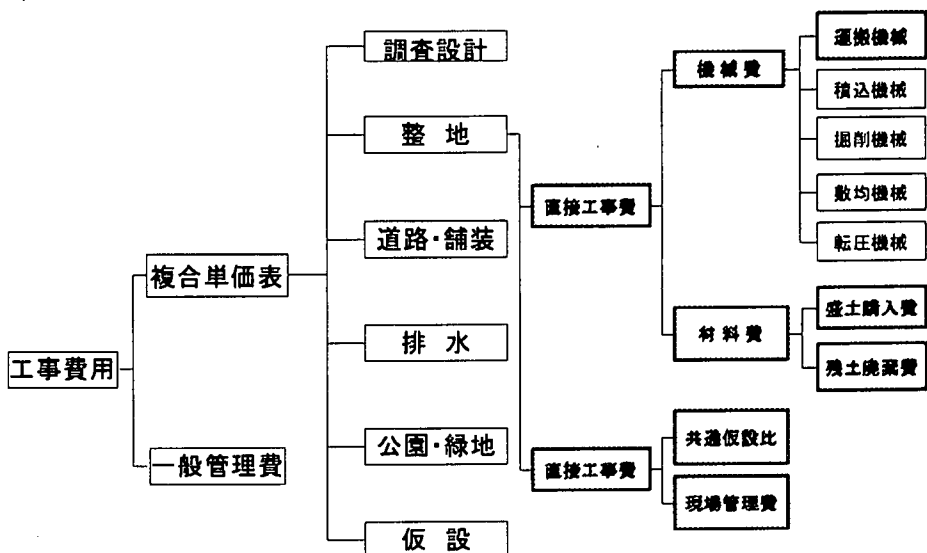 工事費用
複合単価表
一般管理費
調査設計
整 地
道路・舗装
排 水
公園・緑地
仮 設
直接工事費
直接工事費
機械費
材料費
共通仮設比
現場管理費
運搬機械
積込機械
掘削機械
敷均機械
転圧機械
盛土購入費
残土廃棄費